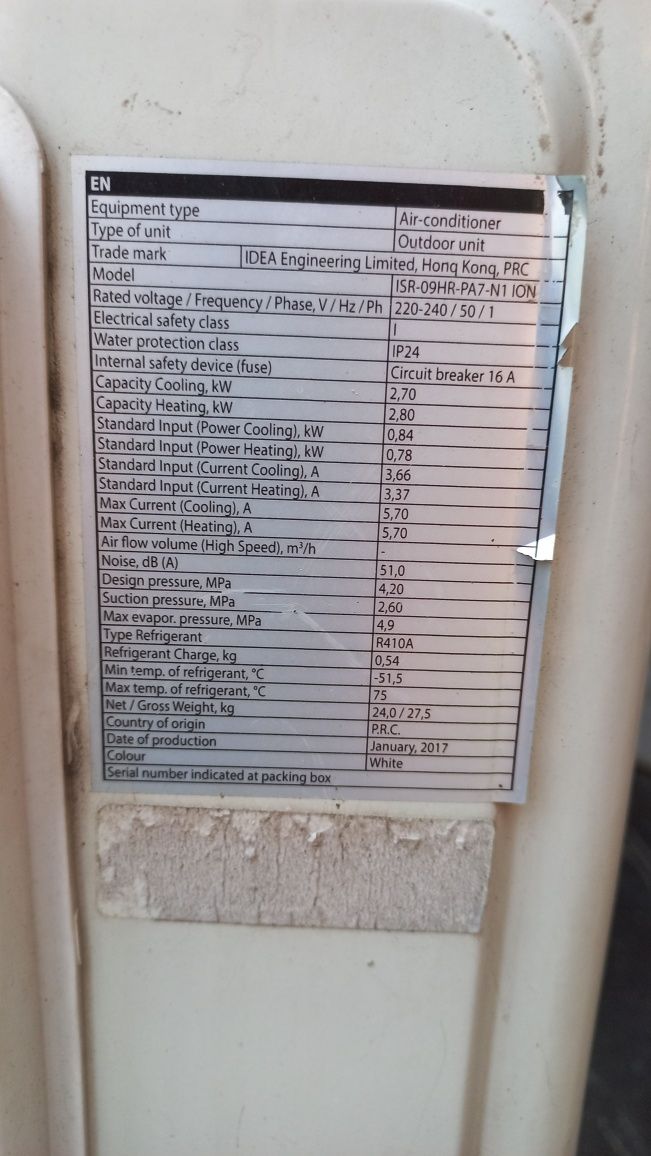 EN
Equipment type Air-conditioner
Type of unit Outdoor unit
Trade mark IDEA Engineering Limited, Hong Kong, PRC
Model ISR-09HR-PA7-N1 ION
Rated voltage / Frequency / Phase, V / Hz / Ph 220-240 / 50 / 1
Electrical safety class I
Water protection class IP24
Internal safety device (fuse) Circuit breaker 16 A
Capacity Cooling, kW 2,70
Capacity Heating, kW 2,80
Standard Input (Power Cooling), kW 0,84
Standard Input (Power Heating), kW 0,78
Standard Input (Current Cooling), A 3,66
Standard Input (Current Heating), A 3,37
Max Current (Cooling), A 5,70
Max Current (Heating), A 5,70
Air flow volume (High Speed), m³/h -
Noise, dB (A) 51,0
Design pressure, MPa 4,20
Suction pressure, MPa 2,60
Max evapor. pressure, MPa 4,9
Type Refrigerant R410A
Refrigerant Charge, kg 0,54
Min temp. of refrigerant, °C -51,5
Max temp. of refrigerant, °C 75
Net / Gross Weight, kg 24,0 / 27,5
Country of origin P.R.C.
Date of production January, 2017
Colour White
Serial number indicated at packing box